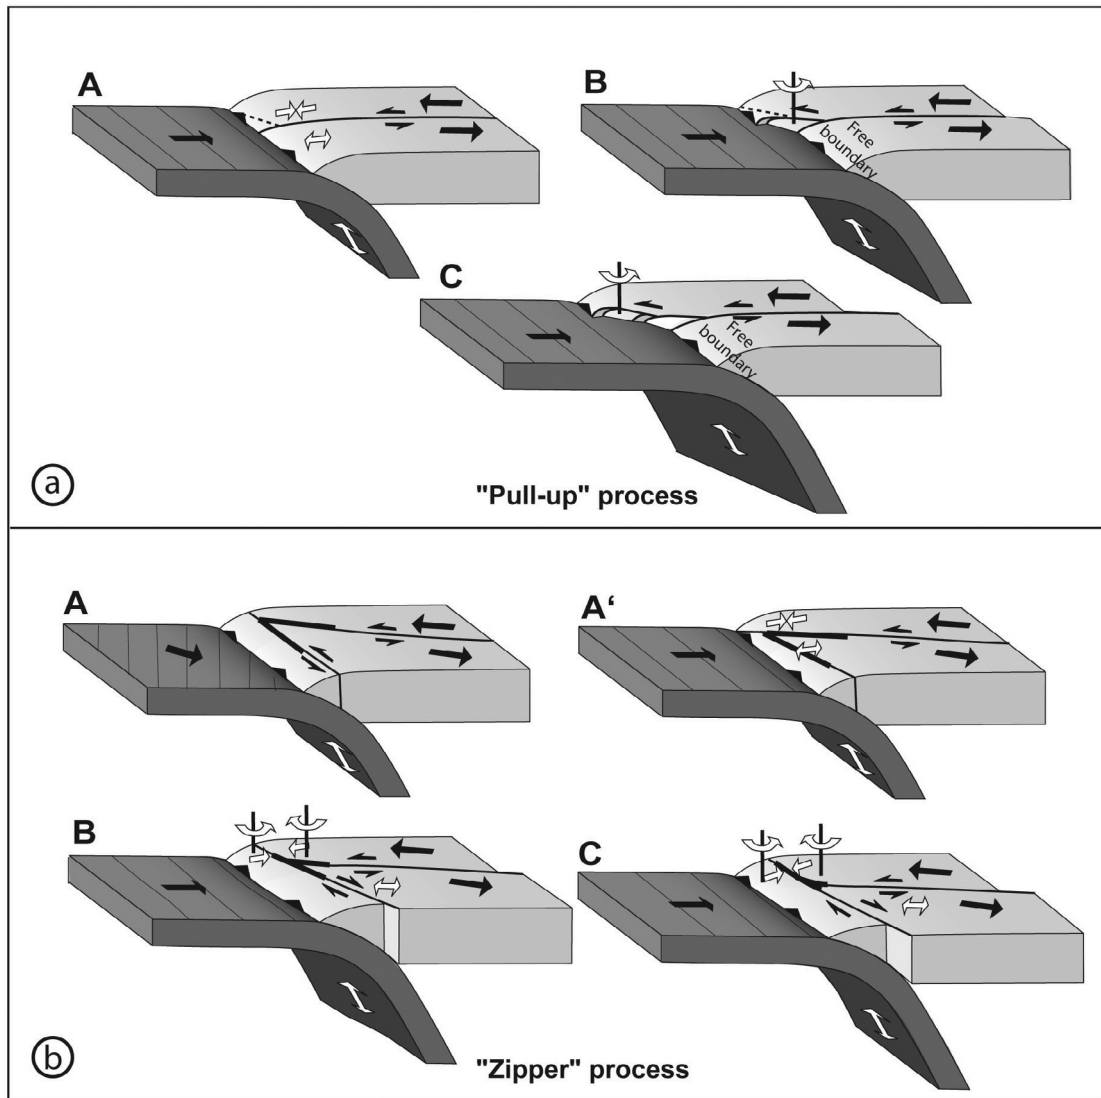 A
B
Free
boundary
C
Free
boundary
a
"Pull-up" process
A
A‘
B
C
b
"Zipper" process